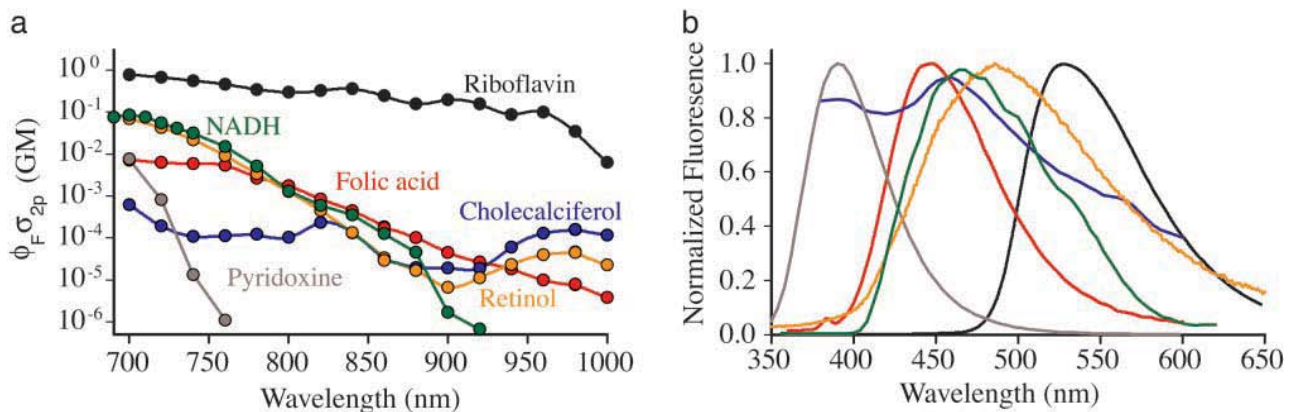 a
ϕF σ2p (GM)
10^0
10^-1
10^-2
10^-3
10^-4
10^-5
10^-6
Riboflavin
NADH
Folic acid
Cholecalciferol
Pyridoxine
Retinol
700 750 800 850 900 950 1000
Wavelength (nm)
b
Normalized Fluoresence
1.0
0.8
0.6
0.4
0.2
0.0
350 400 450 500 550 600 650
Wavelength (nm)